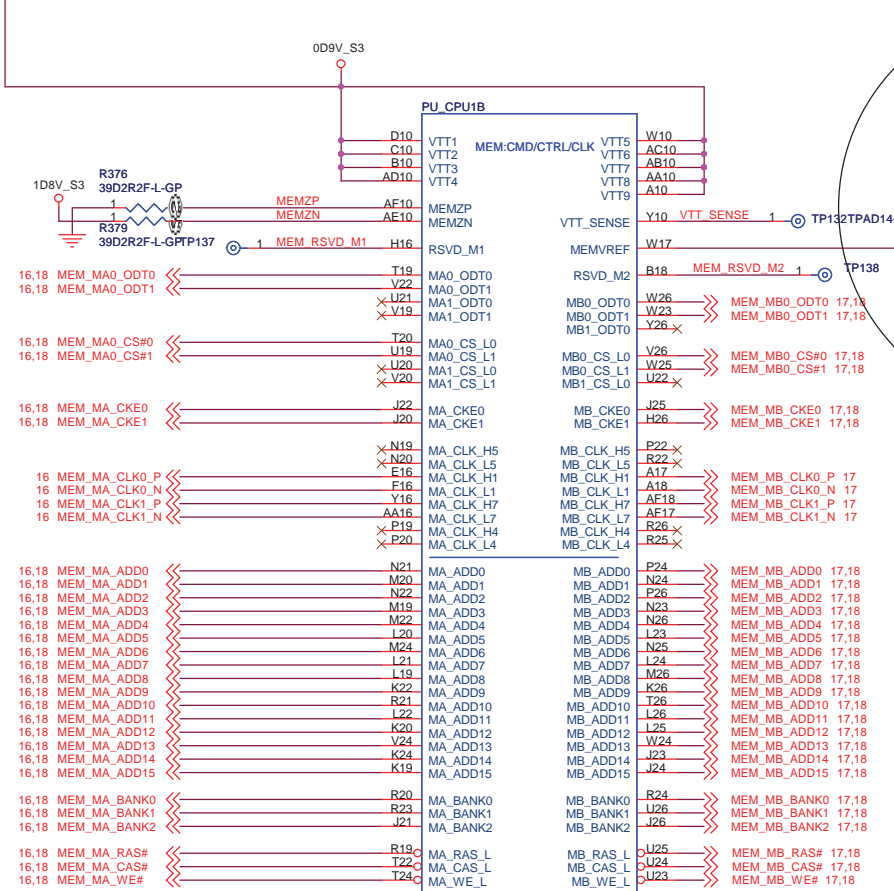 0D9V_S3
PU_CPU1B
MEM:CMD/CTRL/CLK
D10 VTT1 VTT5 W10
C10 VTT2 VTT6 AC10
B10 VTT3 VTT7 AB10
AD10 VTT4 VTT8 AA10
VTT9 A10
R376
39D2R2F-L-GP
1D8V_S3
1 MEMZP AF10 MEMZP
1 MEMZN AE10 MEMZN VTT_SENSE Y10 VTT_SENSE 1 TP132TPAD14
R379
39D2R2F-L-GPTP137
1 MEM_RSVD_M1 H16 RSVD_M1 MEMVREF W17
16,18 MEM_MA0_ODT0 T19 MA0_ODT0 RSVD_M2 B18 MEM_RSVD_M2 1 TP138
16,18 MEM_MA0_ODT1 V22 MA0_ODT1
U21 MA1_ODT0 MB0_ODT0 W26 MEM_MB0_ODT0 17,18
V19 MA1_ODT1 MB0_ODT1 W23 MEM_MB0_ODT1 17,18
MB1_ODT0 Y26
16,18 MEM_MA0_CS#0 T20 MA0_CS_L0
16,18 MEM_MA0_CS#1 U19 MA0_CS_L1 MB0_CS_L0 V26 MEM_MB0_CS#0 17,18
U20 MA1_CS_L0 MB0_CS_L1 W25 MEM_MB0_CS#1 17,18
V20 MA1_CS_L1 MB1_CS_L0 U22
16,18 MEM_MA_CKE0 J22 MA_CKE0 MB_CKE0 J25 MEM_MB_CKE0 17,18
16,18 MEM_MA_CKE1 J20 MA_CKE1 MB_CKE1 H26 MEM_MB_CKE1 17,18
N19 MA_CLK_H5 MB_CLK_H5 P22
N20 MA_CLK_L5 MB_CLK_L5 R22
16 MEM_MA_CLK0_P E16 MA_CLK_H1 MB_CLK_H1 A17 MEM_MB_CLK0_P 17
16 MEM_MA_CLK0_N F16 MA_CLK_L1 MB_CLK_L1 A18 MEM_MB_CLK0_N 17
16 MEM_MA_CLK1_P Y16 MA_CLK_H7 MB_CLK_H7 AF18 MEM_MB_CLK1_P 17
16 MEM_MA_CLK1_N AA16 MA_CLK_L7 MB_CLK_L7 AF17 MEM_MB_CLK1_N 17
P19 MA_CLK_H4 MB_CLK_H4 R26
P20 MA_CLK_L4 MB_CLK_L4 R25
16,18 MEM_MA_ADD0 N21 MA_ADD0 MB_ADD0 P24 MEM_MB_ADD0 17,18
16,18 MEM_MA_ADD1 M20 MA_ADD1 MB_ADD1 N24 MEM_MB_ADD1 17,18
16,18 MEM_MA_ADD2 N22 MA_ADD2 MB_ADD2 P26 MEM_MB_ADD2 17,18
16,18 MEM_MA_ADD3 M19 MA_ADD3 MB_ADD3 N23 MEM_MB_ADD3 17,18
16,18 MEM_MA_ADD4 M22 MA_ADD4 MB_ADD4 N26 MEM_MB_ADD4 17,18
16,18 MEM_MA_ADD5 L20 MA_ADD5 MB_ADD5 L23 MEM_MB_ADD5 17,18
16,18 MEM_MA_ADD6 M24 MA_ADD6 MB_ADD6 N25 MEM_MB_ADD6 17,18
16,18 MEM_MA_ADD7 L21 MA_ADD7 MB_ADD7 L24 MEM_MB_ADD7 17,18
16,18 MEM_MA_ADD8 L19 MA_ADD8 MB_ADD8 M26 MEM_MB_ADD8 17,18
16,18 MEM_MA_ADD9 K22 MA_ADD9 MB_ADD9 K26 MEM_MB_ADD9 17,18
16,18 MEM_MA_ADD10 R21 MA_ADD10 MB_ADD10 T26 MEM_MB_ADD10 17,18
16,18 MEM_MA_ADD11 L22 MA_ADD11 MB_ADD11 L26 MEM_MB_ADD11 17,18
16,18 MEM_MA_ADD12 K20 MA_ADD12 MB_ADD12 L25 MEM_MB_ADD12 17,18
16,18 MEM_MA_ADD13 V24 MA_ADD13 MB_ADD13 W24 MEM_MB_ADD13 17,18
16,18 MEM_MA_ADD14 K24 MA_ADD14 MB_ADD14 J23 MEM_MB_ADD14 17,18
16,18 MEM_MA_ADD15 K19 MA_ADD15 MB_ADD15 J24 MEM_MB_ADD15 17,18
16,18 MEM_MA_BANK0 R20 MA_BANK0 MB_BANK0 R24 MEM_MB_BANK0 17,18
16,18 MEM_MA_BANK1 R23 MA_BANK1 MB_BANK1 U26 MEM_MB_BANK1 17,18
16,18 MEM_MA_BANK2 J21 MA_BANK2 MB_BANK2 J26 MEM_MB_BANK2 17,18
16,18 MEM_MA_RAS# R19 MA_RAS_L MB_RAS_L U25 MEM_MB_RAS# 17,18
16,18 MEM_MA_CAS# T22 MA_CAS_L MB_CAS_L U24 MEM_MB_CAS# 17,18
16,18 MEM_MA_WE# T24 MA_WE_L MB_WE_L U23 MEM_MB_WE# 17,18